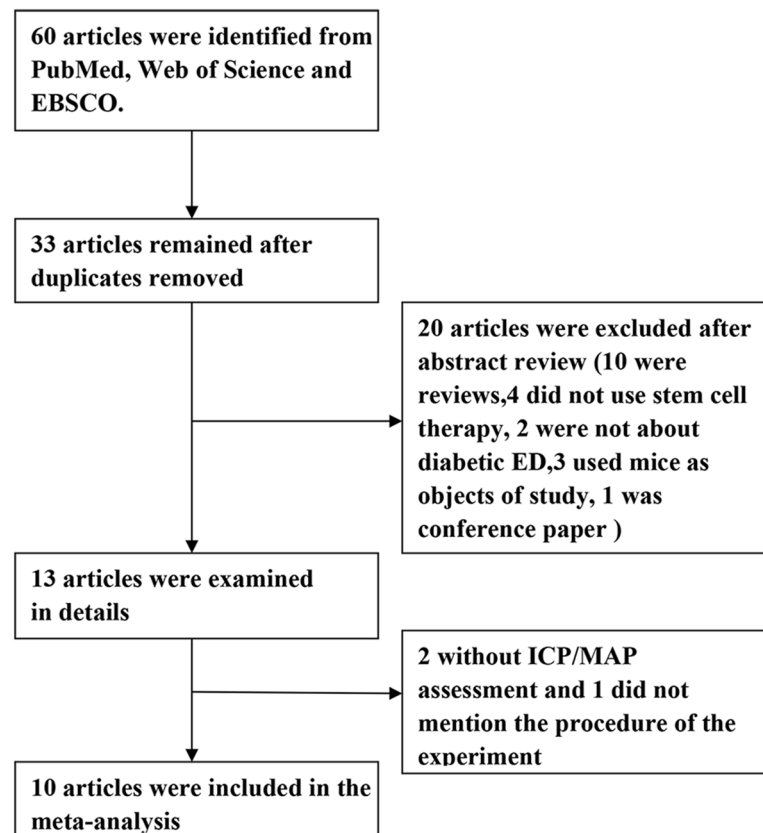 60 articles were identified from
PubMed, Web of Science and
EBSCO.
33 articles remained after
duplicates removed
20 articles were excluded after
abstract review (10 were
reviews,4 did not use stem cell
therapy, 2 were not about
diabetic ED,3 used mice as
objects of study, 1 was
conference paper )
13 articles were examined
in details
2 without ICP/MAP
assessment and 1 did not
mention the procedure of the
experiment
10 articles were included in the
meta-analysis